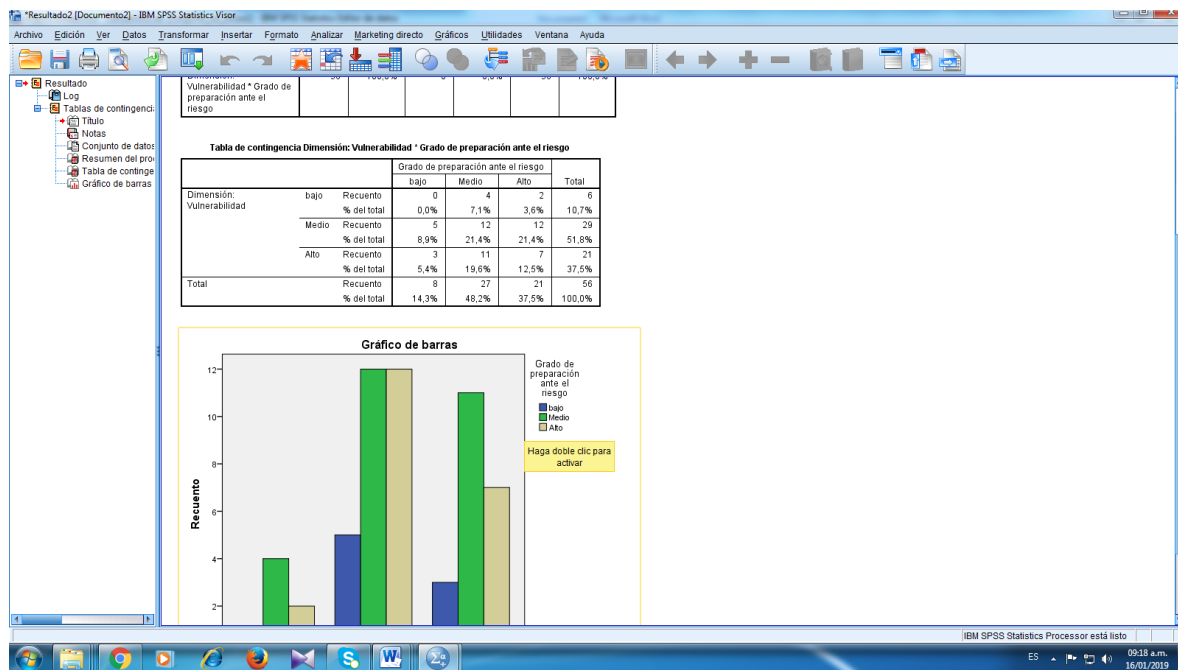 *Resultado2 [Documento2] - IBM SPSS Statistics Visor
Archivo Edición Ver Datos Transformar Insertar Formato Analizar Marketing directo Gráficos Utilidades Ventana Ayuda
Resultado
Log
Tablas de contingenci
Título
Notas
Conjunto de datos
Resumen del pro
Tabla de continge
Gráfico de barras
Vulnerabilidad * Grado de
preparación ante el
riesgo
Tabla de contingencia Dimensión: Vulnerabilidad * Grado de preparación ante el riesgo
Grado de preparación ante el riesgo
bajo Medio Alto Total
Dimensión: bajo Recuento 0 4 2 6
Vulnerabilidad % del total 0,0% 7,1% 3,6% 10,7%
Medio Recuento 5 12 12 29
% del total 8,9% 21,4% 21,4% 51,8%
Alto Recuento 3 11 7 21
% del total 5,4% 19,6% 12,5% 37,5%
Total Recuento 8 27 21 56
% del total 14,3% 48,2% 37,5% 100,0%
Gráfico de barras
Grado de
preparación
ante el
riesgo
bajo
Medio
Alto
Haga doble clic para
activar
Recuento
12
10
8
6
4
2
IBM SPSS Statistics Processor está listo
ES
09:18 a.m.
16/01/2019